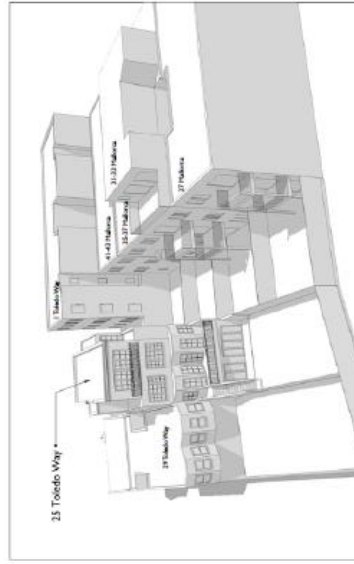 25 Toledo Way •
1 Toledo Way
41-43 Mallorca
35-37 Mallorca
31-33 Mallorca
27 Mallorca
29 Toledo Way